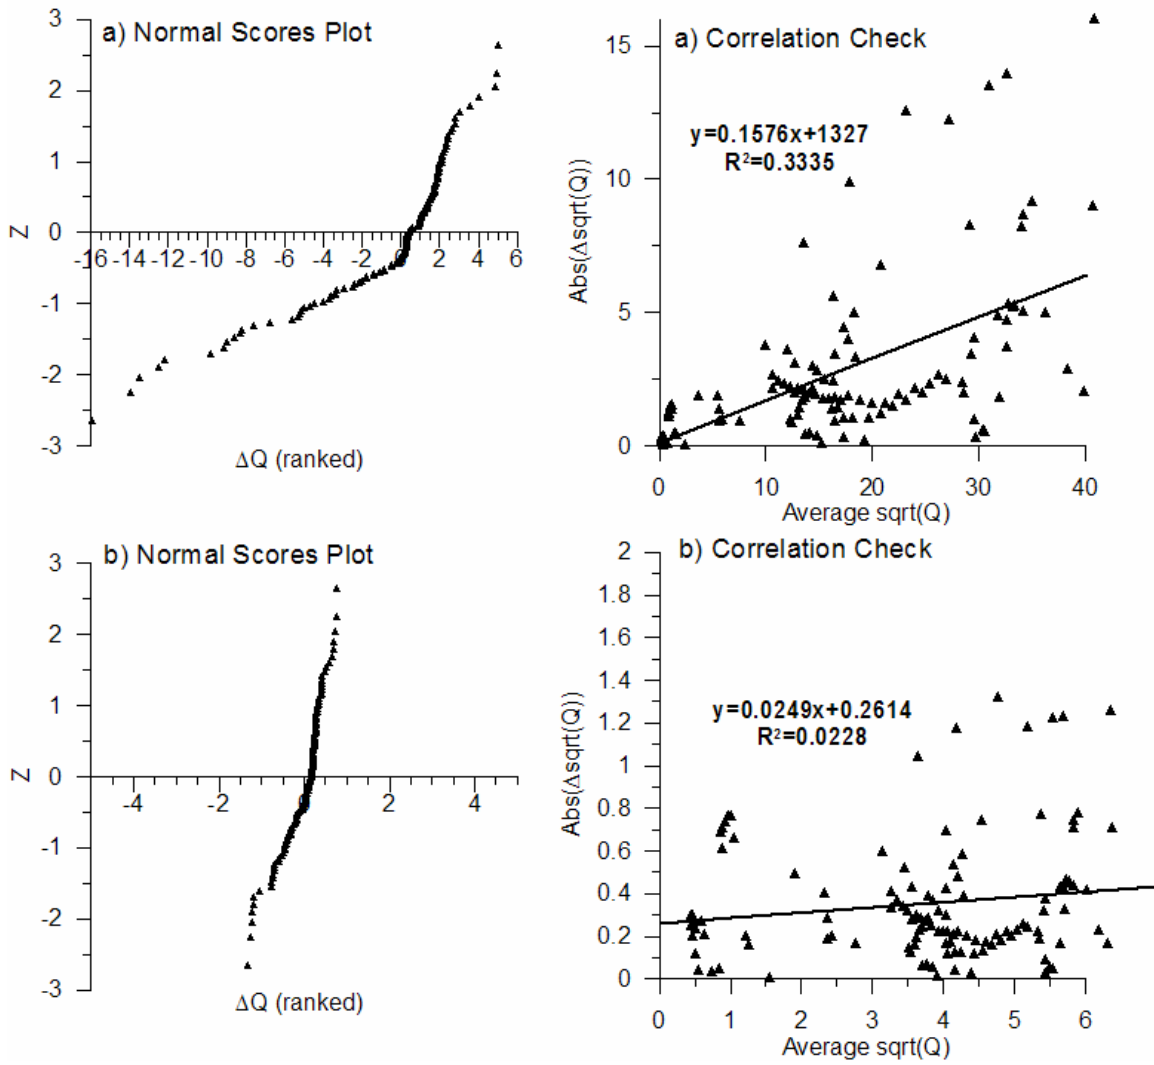 a) Normal Scores Plot
3
2
1
0
-1
-2
-3
Z
-16 -14 -12 -10 -8 -6 -4 -2 0 2 4 6
ΔQ (ranked)
a) Correlation Check
15
10
5
0
Abs(Δsqrt(Q))
y=0.1576x+1327
R²=0.3335
0 10 20 30 40
Average sqrt(Q)
b) Normal Scores Plot
3
2
1
0
-1
-2
-3
Z
-4 -2 0 2 4
ΔQ (ranked)
b) Correlation Check
2
1.8
1.6
1.4
1.2
1
0.8
0.6
0.4
0.2
0
Abs(Δsqrt(Q))
y=0.0249x+0.2614
R²=0.0228
0 1 2 3 4 5 6
Average sqrt(Q)